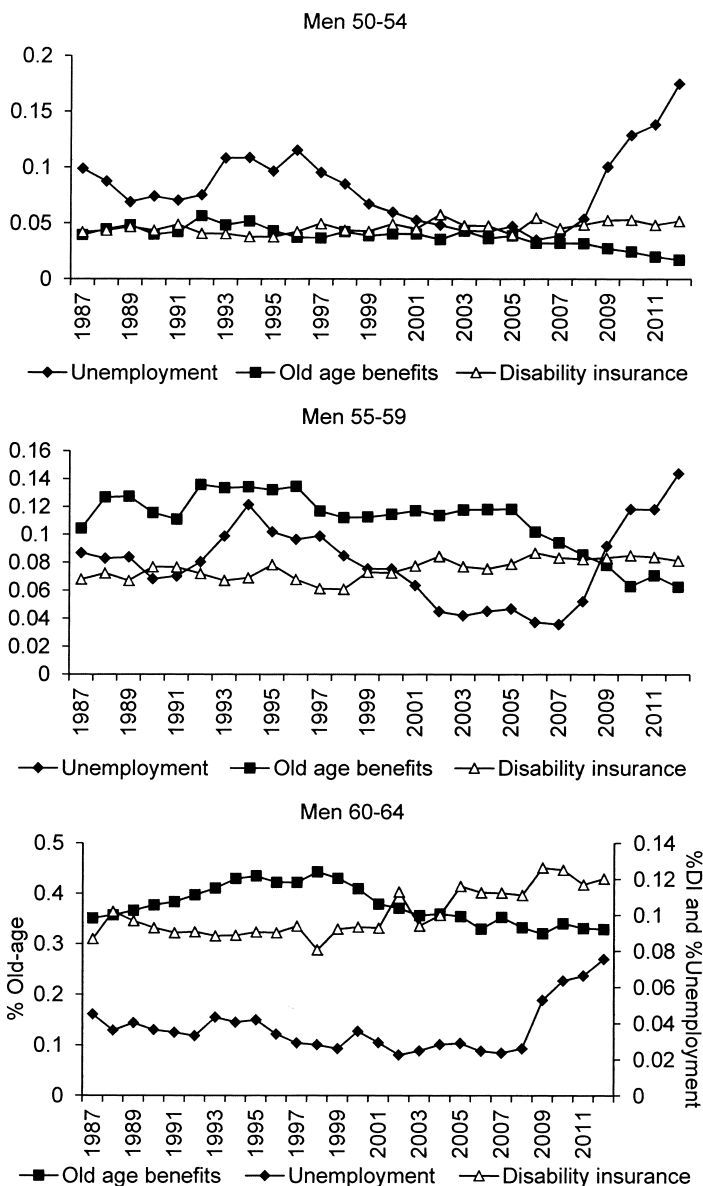 Men 50-54
0.2
0.15
0.1
0.05
0
1987 1989 1991 1993 1995 1997 1999 2001 2003 2005 2007 2009 2011
Unemployment Old age benefits Disability insurance
Men 55-59
0.16
0.14
0.12
0.1
0.08
0.06
0.04
0.02
0
1987 1989 1991 1993 1995 1997 1999 2001 2003 2005 2007 2009 2011
Unemployment Old age benefits Disability insurance
Men 60-64
% Old-age
0.5
0.4
0.3
0.2
0.1
0
0.14
0.12
0.1
0.08
0.06
0.04
0.02
0
%DI and %Unemployment
1987 1989 1991 1993 1995 1997 1999 2001 2003 2005 2007 2009 2011
Old age benefits Unemployment Disability insurance